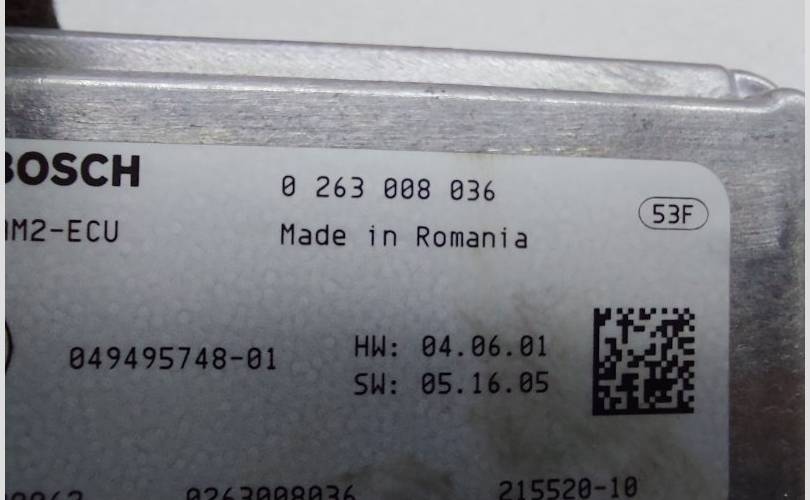 BOSCH
0 263 008 036
53F
M2-ECU
Made in Romania
049495748-01
HW: 04.06.01
SW: 05.16.05
0263008036
215520-10